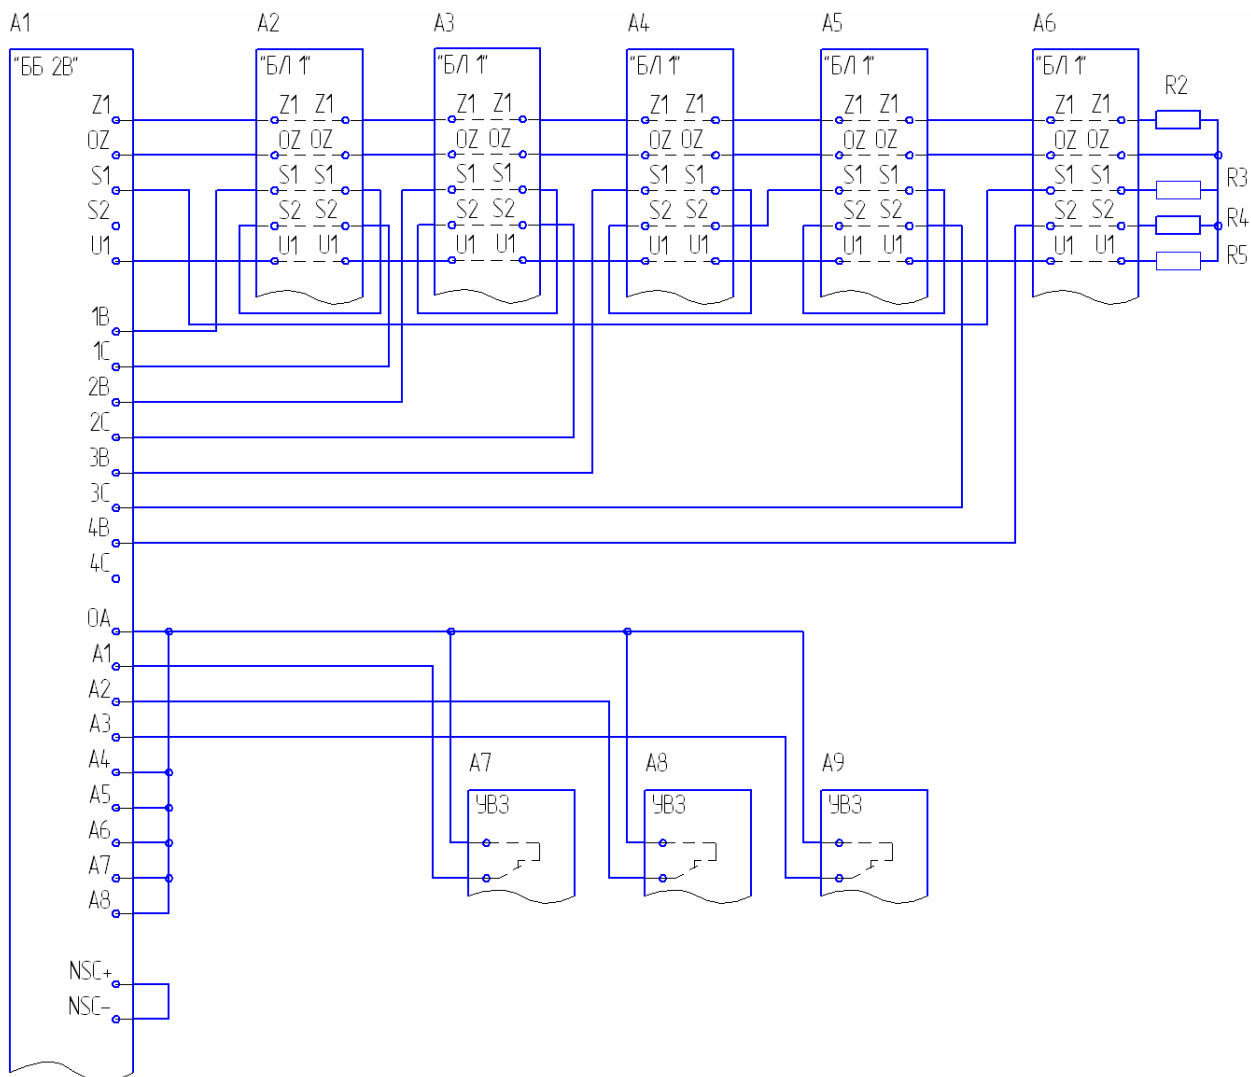 A1 A2 A3 A4 A5 A6
"ББ 2В" "БЛ 1" "БЛ 1" "БЛ 1" "БЛ 1" "БЛ 1" R2
Z1 Z1 Z1 Z1 Z1 Z1 Z1 Z1 Z1 Z1 Z1
0Z 0Z 0Z 0Z 0Z 0Z 0Z 0Z 0Z 0Z 0Z
S1 S1 S1 S1 S1 S1 S1 S1 S1 S1 S1 R3
S2 S2 S2 S2 S2 S2 S2 S2 S2 S2 S2 R4
U1 U1 U1 U1 U1 U1 U1 U1 U1 U1 U1 R5
1B
1C
2B
2C
3B
3C
4B
4C
0A
A1
A2
A3
A4 A7 A8 A9
A5 УВЗ УВЗ УВЗ
A6
A7
A8
NSC+
NSC-